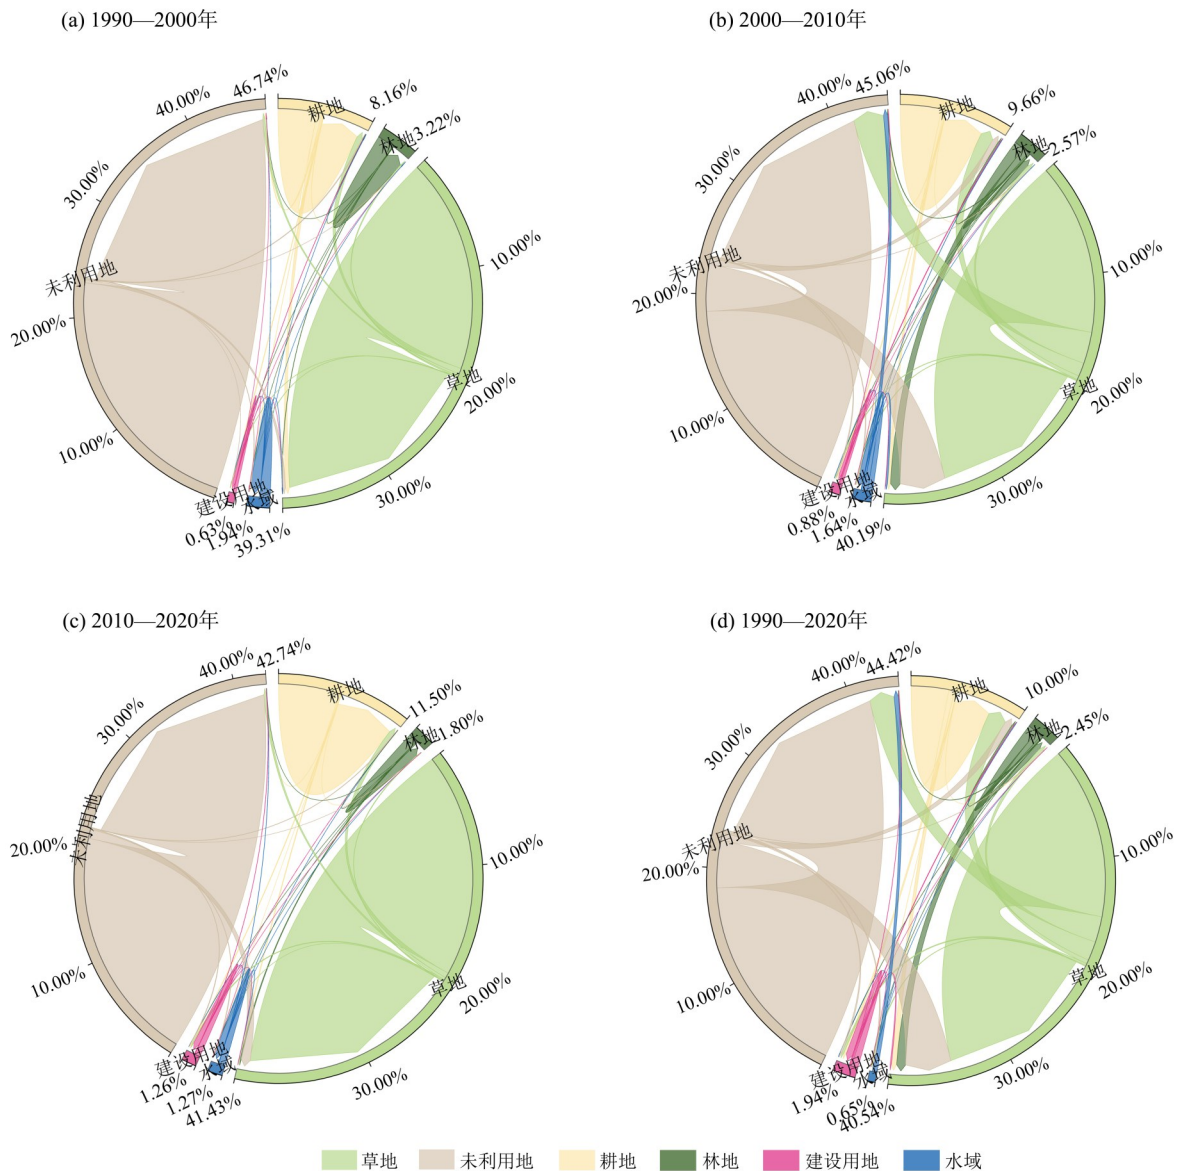 (a) 1990—2000年
46.74%
40.00%
30.00%
未利用地
20.00%
10.00%
耕地
8.16%
林地
3.22%
10.00%
草地
20.00%
30.00%
建设用地
0.63%
水域
1.94%
39.31%
(b) 2000—2010年
45.06%
40.00%
30.00%
未利用地
20.00%
10.00%
耕地
9.66%
林地
2.57%
10.00%
草地
20.00%
30.00%
建设用地
0.88%
水域
1.64%
40.19%
(c) 2010—2020年
42.74%
40.00%
30.00%
未利用地
20.00%
10.00%
耕地
11.50%
林地
1.80%
10.00%
草地
20.00%
30.00%
建设用地
1.26%
水域
1.27%
41.43%
(d) 1990—2020年
44.42%
40.00%
30.00%
未利用地
20.00%
10.00%
耕地
10.00%
林地
2.45%
10.00%
草地
20.00%
30.00%
建设用地
1.94%
水域
0.65%
40.54%
草地 未利用地 耕地 林地 建设用地 水域